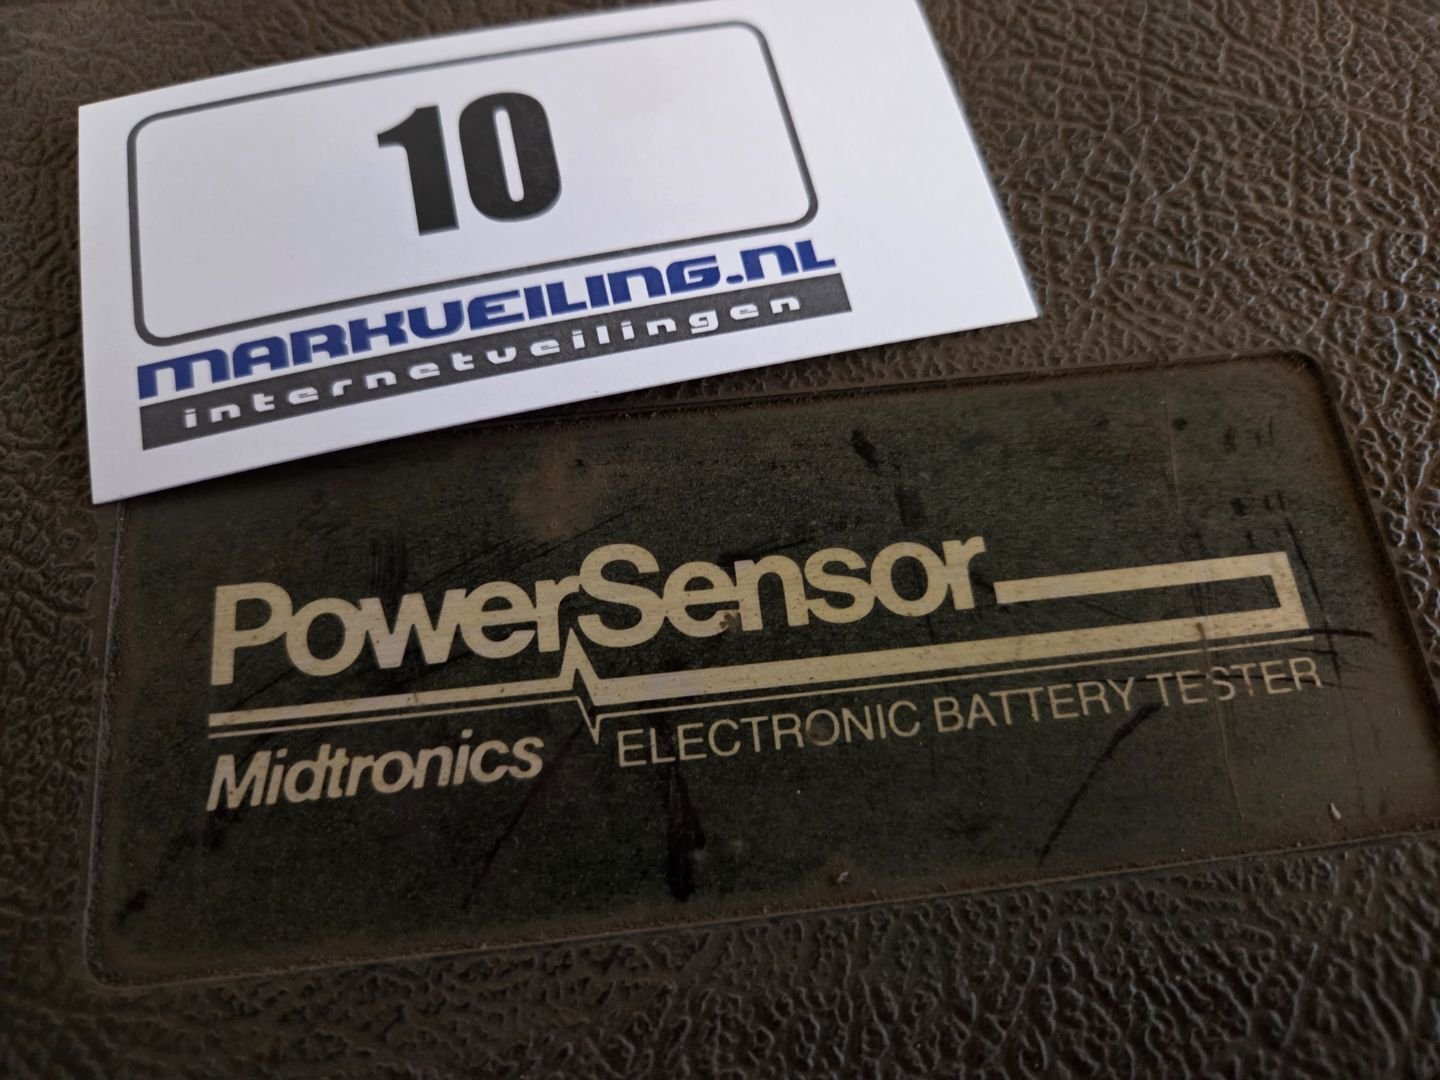 10
MARKVEILING.NL
internetveilingen
PowerSensor
Midtronics
ELECTRONIC BATTERY TESTER